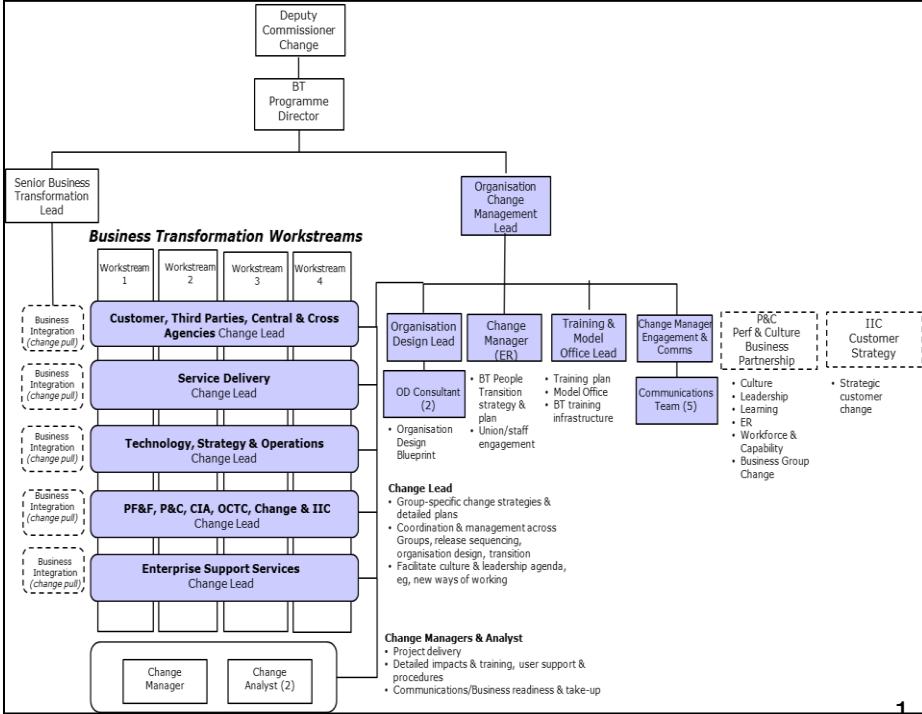 Deputy
Commissioner
Change
BT
Programme
Director
Senior Business
Transformation
Lead
Organisation
Change
Management
Lead
Business Transformation Workstreams
Workstream
1
Workstream
2
Workstream
3
Workstream
4
Business
Integration
(change pull)
Customer, Third Parties, Central & Cross
Agencies Change Lead
Business
Integration
(change pull)
Service Delivery
Change Lead
Business
Integration
(change pull)
Technology, Strategy & Operations
Change Lead
Business
Integration
(change pull)
PF&F, P&C, CIA, OCTC, Change & IIC
Change Lead
Business
Integration
(change pull)
Enterprise Support Services
Change Lead
Change
Manager
Change
Analyst (2)
Organisation
Design Lead
OD Consultant
(2)
• Organisation
Design
Blueprint
Change
Manager
(ER)
• BT People
Transition
strategy &
plan
• Union/staff
engagement
Training &
Model
Office Lead
• Training plan
• Model Office
• BT training
infrastructure
Change Manager
Engagement &
Comms
Communications
Team (5)
P&C
Perf & Culture
Business
Partnership
• Culture
• Leadership
• Learning
• ER
• Workforce &
Capability
• Business Group
Change
IIC
Customer
Strategy
• Strategic
customer
change
Change Lead
• Group-specific change strategies &
detailed plans
• Coordination & management across
Groups, release sequencing,
organisation design, transition
• Facilitate culture & leadership agenda,
eg, new ways of working
Change Managers & Analyst
• Project delivery
• Detailed impacts & training, user support &
procedures
• Communications/Business readiness & take-up
1